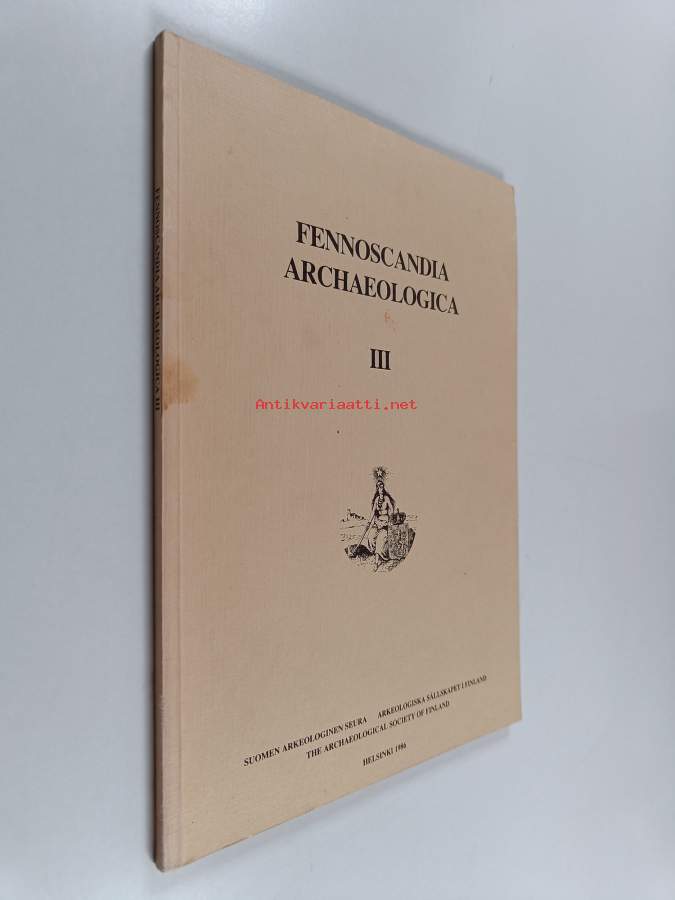 FENNOSCANDIA ARCHAEOLOGICA III
FENNOSCANDIA
ARCHAEOLOGICA
III
Antikvariaatti.net
SUOMEN ARKEOLOGINEN SEURA ARKEOLOGISKA SÄLLSKAPET I FINLAND
THE ARCHAEOLOGICAL SOCIETY OF FINLAND
HELSINKI 1986